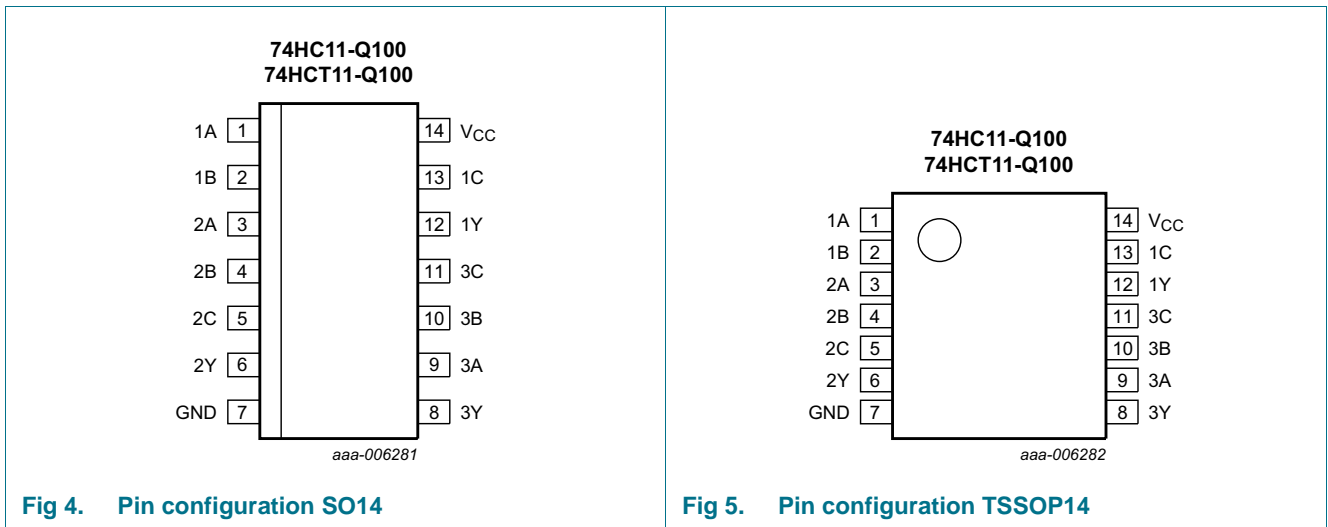 74HC11-Q100
74HCT11-Q100
1A 1 14 VCC
1B 2 13 1C
2A 3 12 1Y
2B 4 11 3C
2C 5 10 3B
2Y 6 9 3A
GND 7 8 3Y
aaa-006281
Fig 4. Pin configuration SO14
74HC11-Q100
74HCT11-Q100
1A 1 14 VCC
1B 2 13 1C
2A 3 12 1Y
2B 4 11 3C
2C 5 10 3B
2Y 6 9 3A
GND 7 8 3Y
aaa-006282
Fig 5. Pin configuration TSSOP14